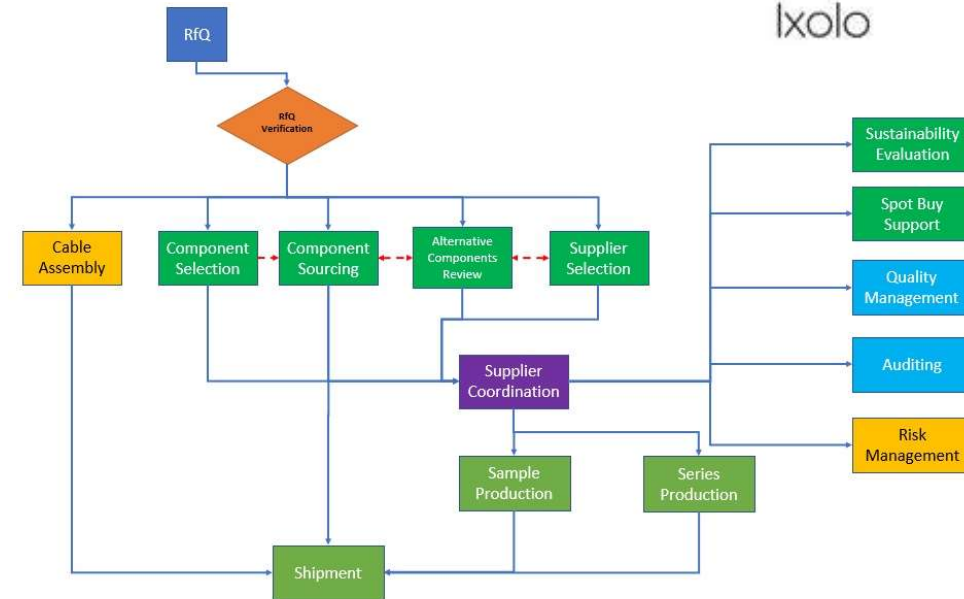 lxolo
RfQ
RfQ
Verification
Cable
Assembly
Component
Selection
Component
Sourcing
Alternative
Components
Review
Supplier
Selection
Sustainability
Evaluation
Spot Buy
Support
Quality
Management
Auditing
Risk
Management
Supplier
Coordination
Sample
Production
Series
Production
Shipment